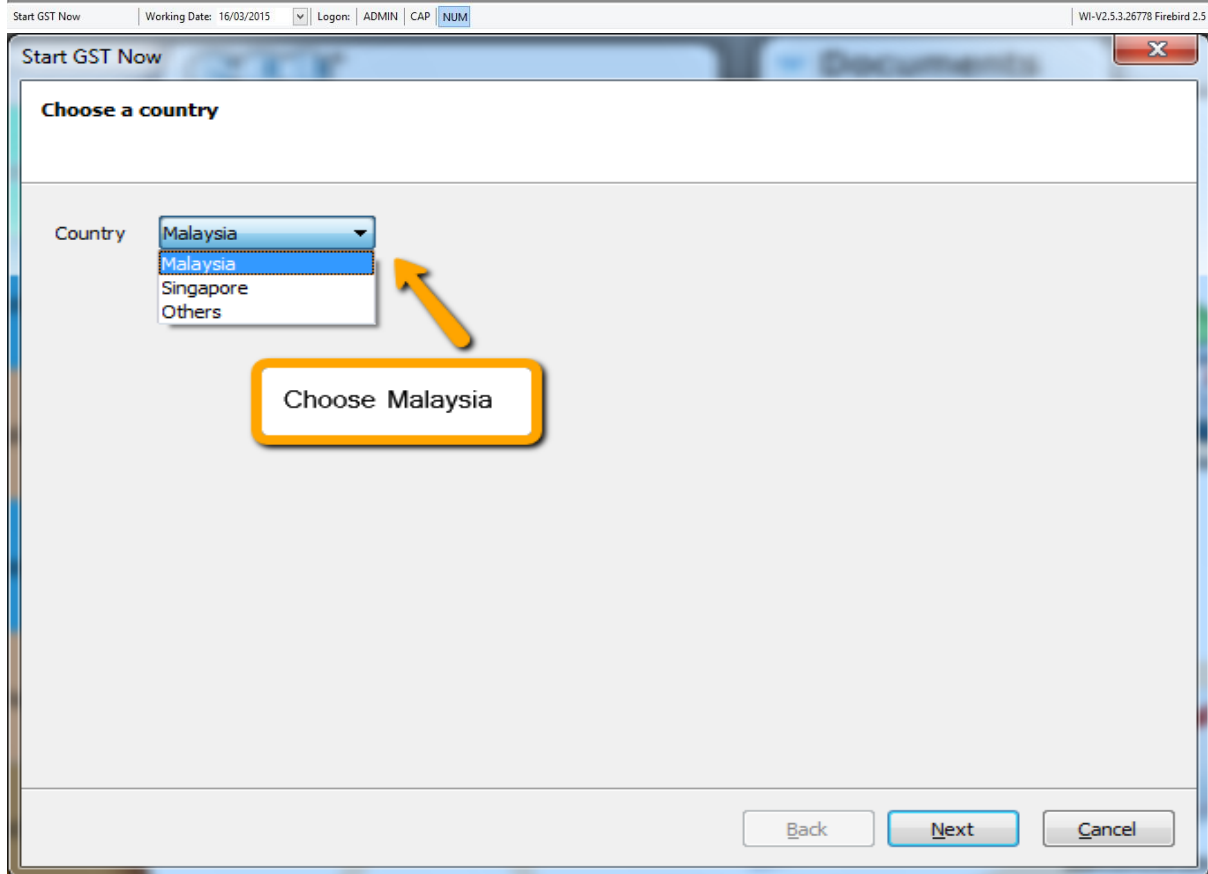 Start GST Now Working Date: 16/03/2015 Logon: ADMIN CAP NUM WI-V2.5.3.26778 Firebird 2.5
Start GST Now
Documents
Choose a country
Country Malaysia
Malaysia
Singapore
Others
Choose Malaysia
Back Next Cancel